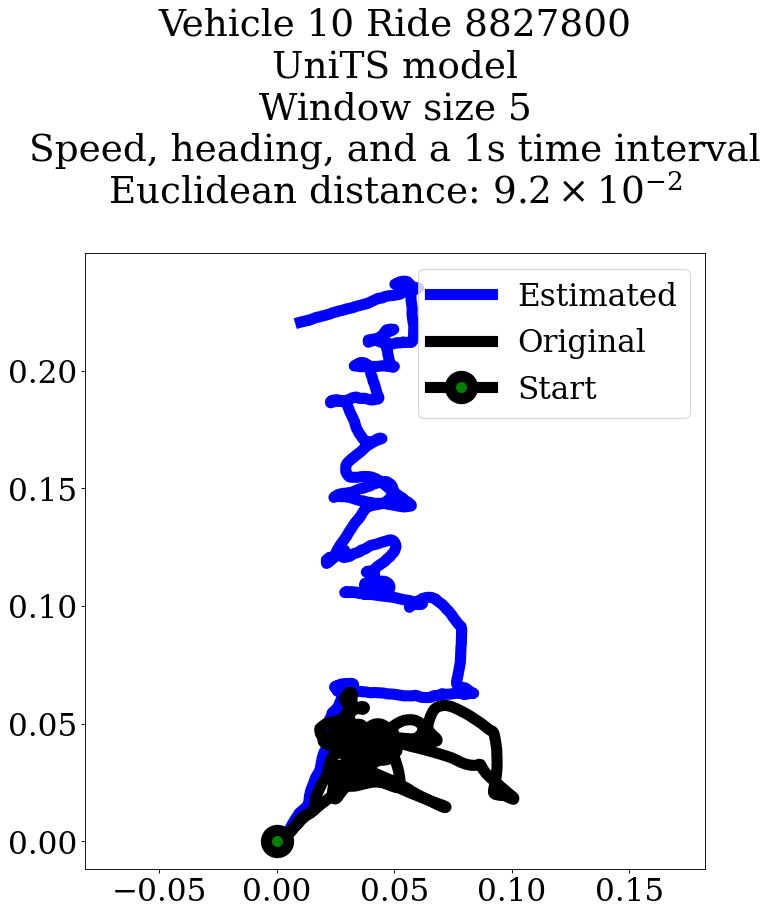 Vehicle 10 Ride 8827800
UniTS model
Window size 5
Speed, heading, and a 1s time interval
Euclidean distance: 9.2 × 10⁻²
Estimated
Original
Start
0.20
0.15
0.10
0.05
0.00
−0.05 0.00 0.05 0.10 0.15